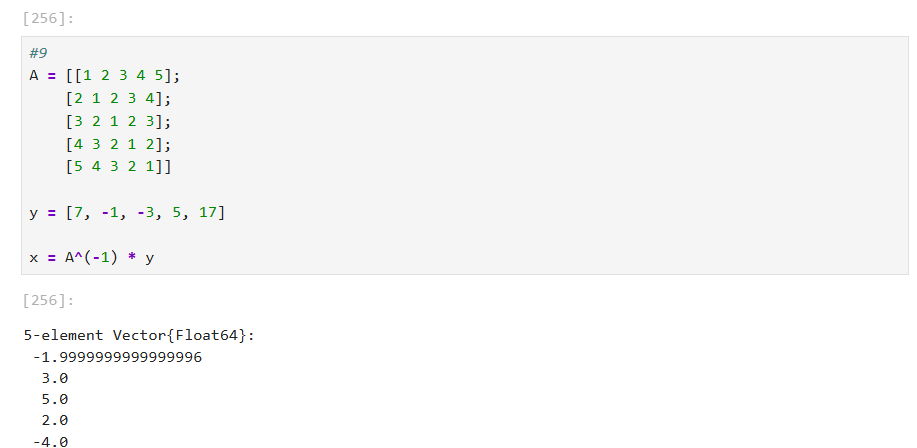 [256]:
#9
A = [[1 2 3 4 5];
[2 1 2 3 4];
[3 2 1 2 3];
[4 3 2 1 2];
[5 4 3 2 1]]
y = [7, -1, -3, 5, 17]
x = A^(-1) * y
[256]:
5-element Vector{Float64}:
-1.9999999999999996
3.0
5.0
2.0
-4.0